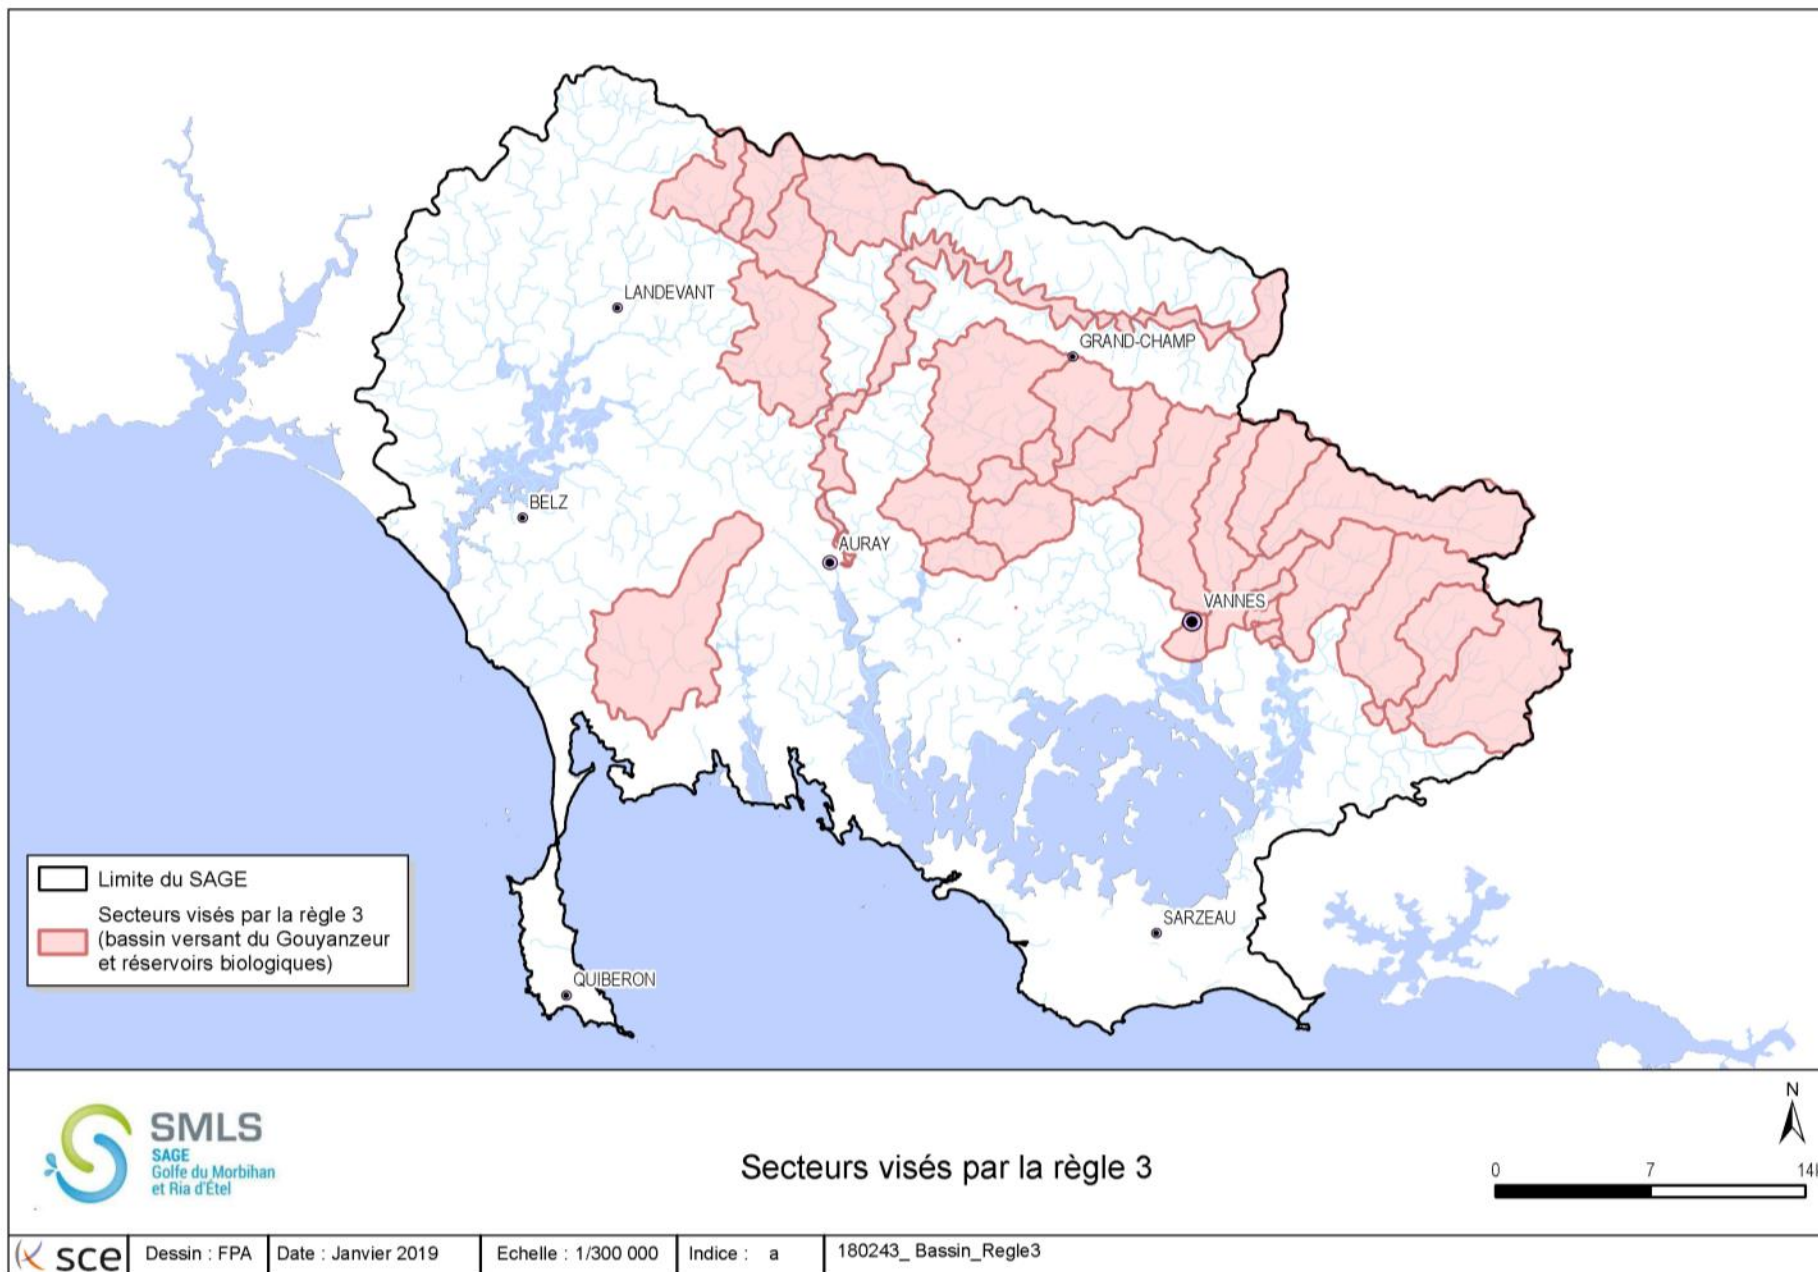 LANDEVANT
GRAND-CHAMP
BELZ
AURAY
VANNES
SARZEAU
QUIBERON
Limite du SAGE
Secteurs visés par la règle 3
(bassin versant du Gouyanzeur
et réservoirs biologiques)
SMLS
SAGE
Golfe du Morbihan
et Ria d'Étel
Secteurs visés par la règle 3
N
0 7 14
sce
Dessin : FPA
Date : Janvier 2019
Echelle : 1/300 000
Indice : a
180243_ Bassin_Regle3